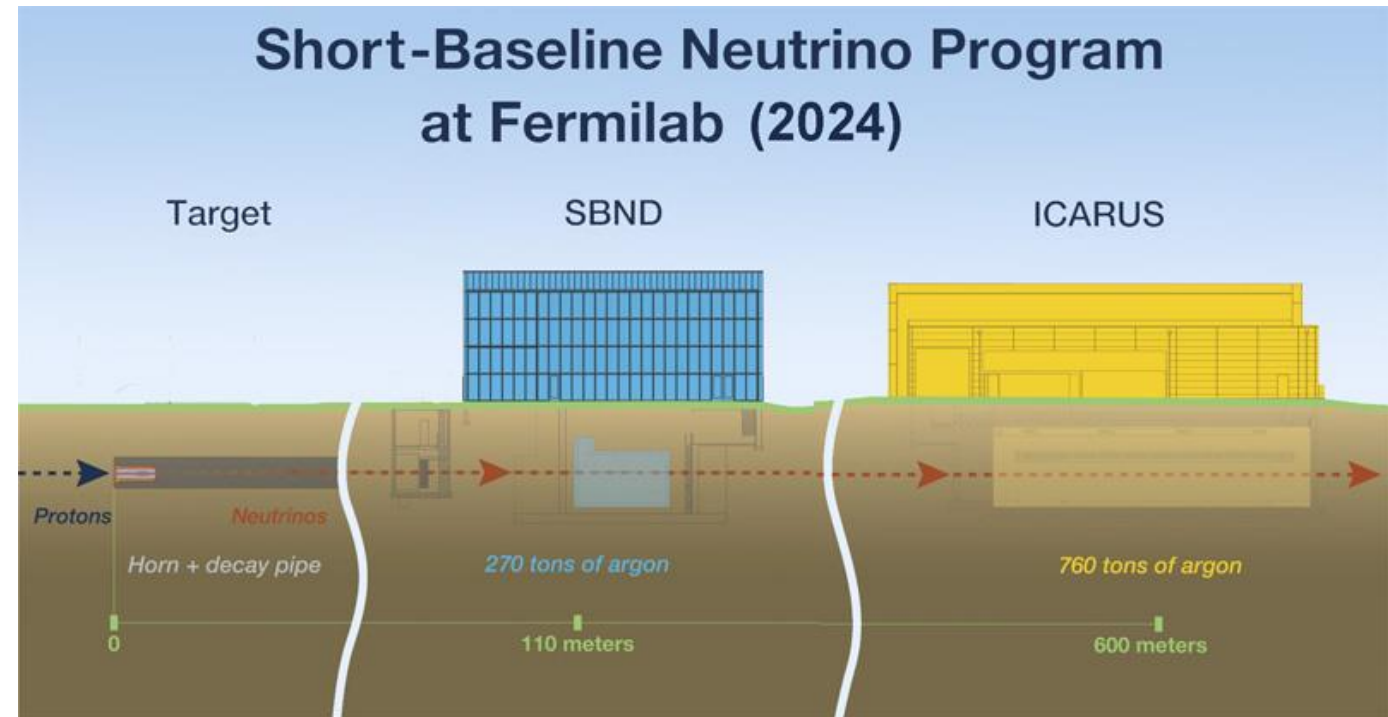 Short-Baseline Neutrino Program
at Fermilab (2024)
Target
SBND
ICARUS
Protons
Neutrinos
Horn + decay pipe
270 tons of argon
760 tons of argon
0
110 meters
600 meters